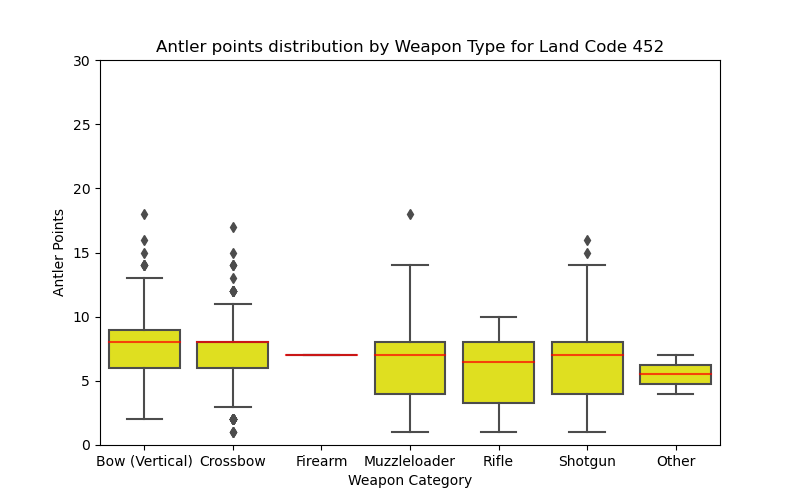 Antler points distribution by Weapon Type for Land Code 452
30
25
20
15
10
5
0
Antler Points
Bow (Vertical) Crossbow Firearm Muzzleloader Rifle Shotgun Other
Weapon Category